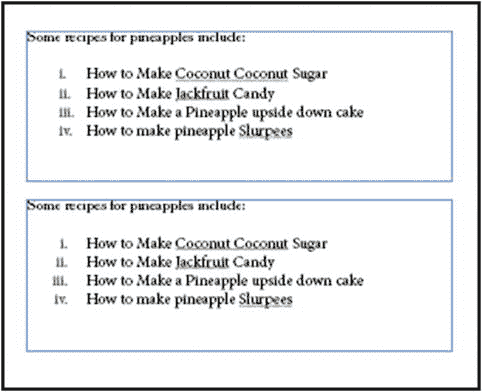 Some recipes for pineapples include:
i. How to Make Coconut Coconut Sugar
ii. How to Make Jackfruit Candy
iii. How to Make a Pineapple upside down cake
iv. How to make pineapple Slurpees
Some recipes for pineapples include:
i. How to Make Coconut Coconut Sugar
ii. How to Make Jackfruit Candy
iii. How to Make a Pineapple upside down cake
iv. How to make pineapple Slurpees